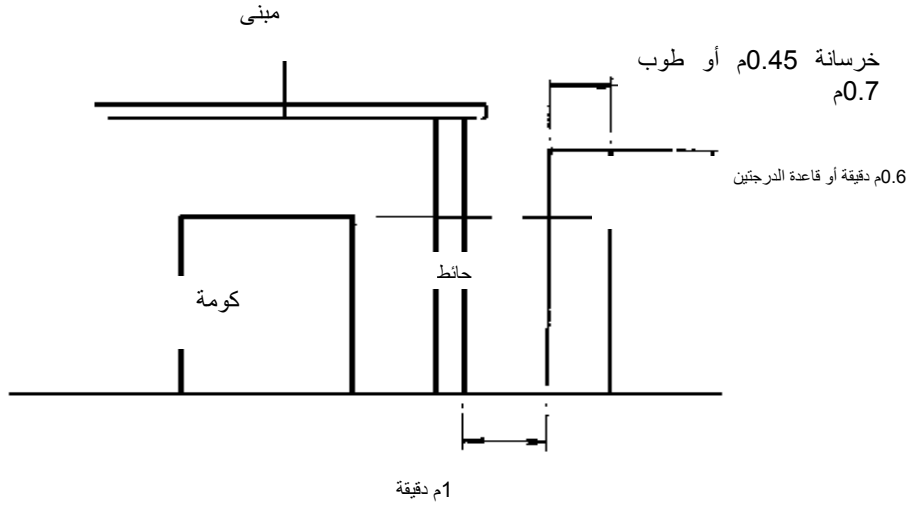 مبنى
خرسانة 0.45م أو طوب
0.7م
0.6م دقيقة أو قاعدة الدرجتين
حائط
كومة
1م دقيقة